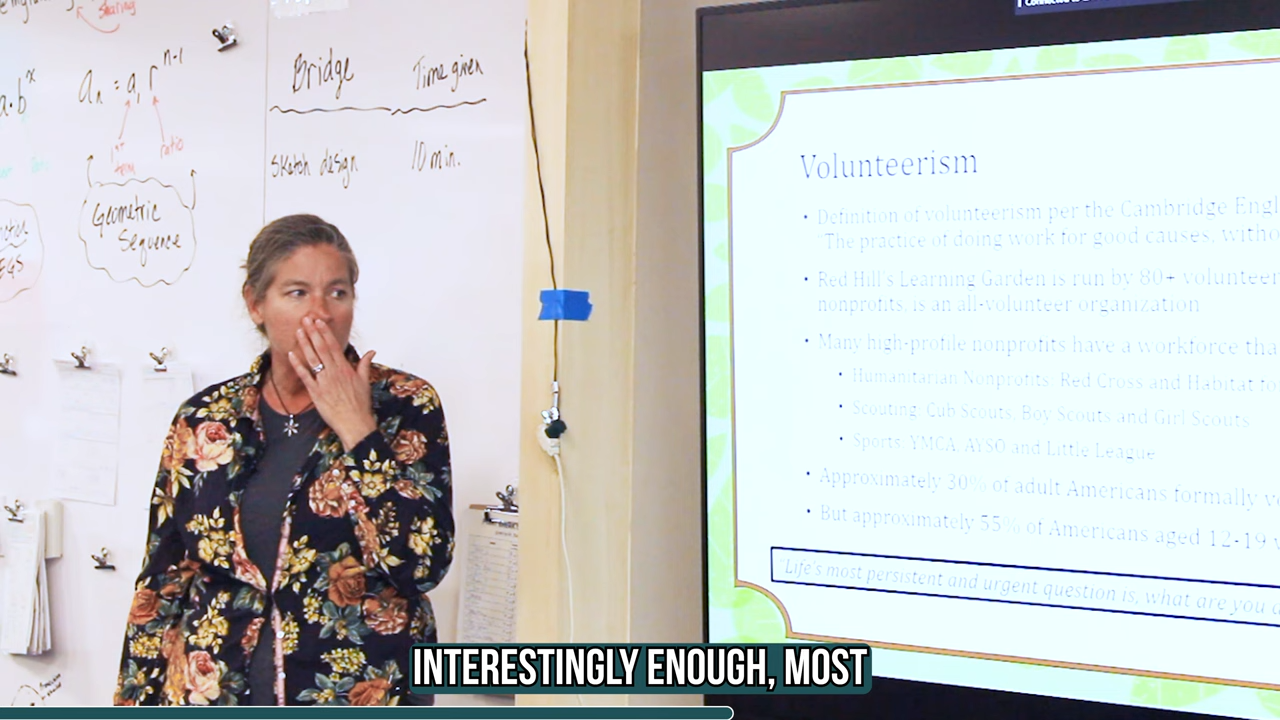 sharing
a·b^x
a_n = a_1 r^{n-1}
1st term
ratio
Geometric
Sequence
Bridge Time given
Sketch design 10 min.
Volunteerism
• Definition of volunteerism per the Cambridge Engl
"The practice of doing work for good causes, witho
• Red Hill's Learning Garden is run by 80+ volunteer
nonprofits, is an all-volunteer organization
• Many high-profile nonprofits have a workforce tha
• Humanitarian Nonprofits: Red Cross and Habitat fo
• Scouting: Cub Scouts, Boy Scouts and Girl Scouts
• Sports: YMCA, AYSO and Little League
• Approximately 30% of adult Americans formally v
• But approximately 55% of Americans aged 12-19 v
"Life's most persistent and urgent question is, what are you d
INTERESTINGLY ENOUGH, MOST